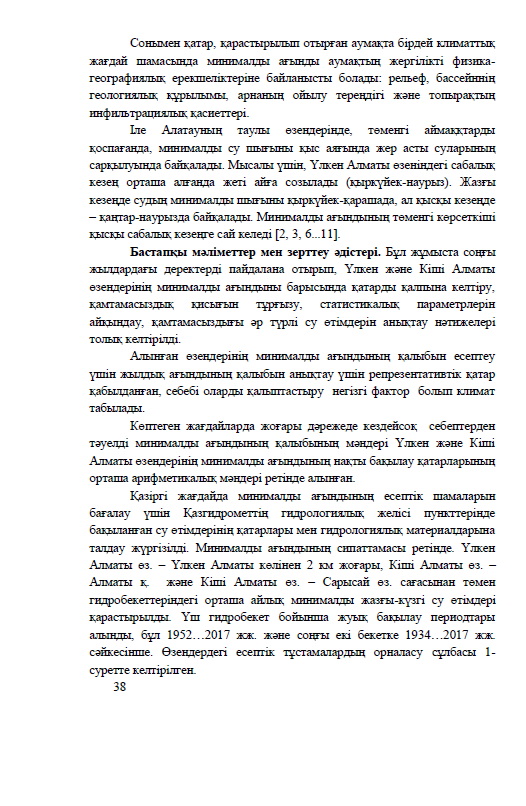 Сонымен қатар, қарастырылып отырған аумақта бірдей климаттық
жағдай шамасында минималды ағынды аумақтың жергілікті физика-
географиялық ерекшеліктеріне байланысты болады: рельеф, бассейннің
геологиялық құрылымы, арнаның ойылу тереңдігі және топырақтың
инфильтрациялық қасиеттері.
Іле Алатауның таулы өзендерінде, төменгі аймаққтарды
қоспағанда, минималды су шығыны қыс аяғында жер асты суларының
сарқылуында байқалады. Мысалы үшін, Үлкен Алматы өзеніндегі сабалық
кезең орташа алғанда жеті айға созылады (қыркүйек-наурыз). Жазғы
кезеңде судың минималды шығыны қыркүйек-қарашада, ал қысқы кезеңде
– қаңтар-наурызда байқалады. Минималды ағындының төменгі көрсеткіші
қысқы сабалық кезеңге сай келеді [2, 3, 6...11].
Бастапқы мәліметтер мен зерттеу әдістері. Бұл жұмыста соңғы
жылдардағы деректерді пайдалана отырып, Үлкен және Кіші Алматы
өзендерінің минималды ағындыны барысында қатарды қалпына келтіру,
қамтамасыздық қисығын тұрғызу, статистикалық параметрлерін
айқындау, қамтамасыздығы әр түрлі су өтімдерін анықтау нәтижелері
толық келтірілді.
Алынған өзендерінің минималды ағындының қалыбын есептеу
үшін жылдық ағындының қалыбын анықтау үшін репрезентативтік қатар
қабылданған, себебі оларды қалыптастыру негізгі фактор болып климат
табылады.
Көптеген жағдайларда жоғары дәрежеде кездейсоқ себептерден
тәуелді минималды ағындының қалыбының мәндері Үлкен және Кіші
Алматы өзендерінің минималды ағындының нақты бақылау қатарларының
орташа арифметикалық мәндері ретінде алынған.
Қазіргі жағдайда минималды ағындының есептік шамаларын
бағалау үшін Қазгидрометтің гидрологиялық желісі пункттерінде
бақыланған су өтімдерінің қатарлары мен гидрологиялық материалдарына
талдау жүргізілді. Минималды ағындының сипаттамасы ретінде. Үлкен
Алматы өз. – Үлкен Алматы көлінен 2 км жоғары, Кіші Алматы өз. –
Алматы қ. және Кіші Алматы өз. – Сарысай өз. сағасынан төмен
гидробекеттеріндегі орташа айлық минималды жазғы-күзгі су өтімдері
қарастырылды. Үш гидробекет бойынша жуық бақылау периодтары
алынды, бұл 1952…2017 жж. және соңғы екі бекетке 1934…2017 жж.
сәйкесінше. Өзендердегі есептік тұстамалардың орналасу сұлбасы 1-
суретте келтірілген.
38